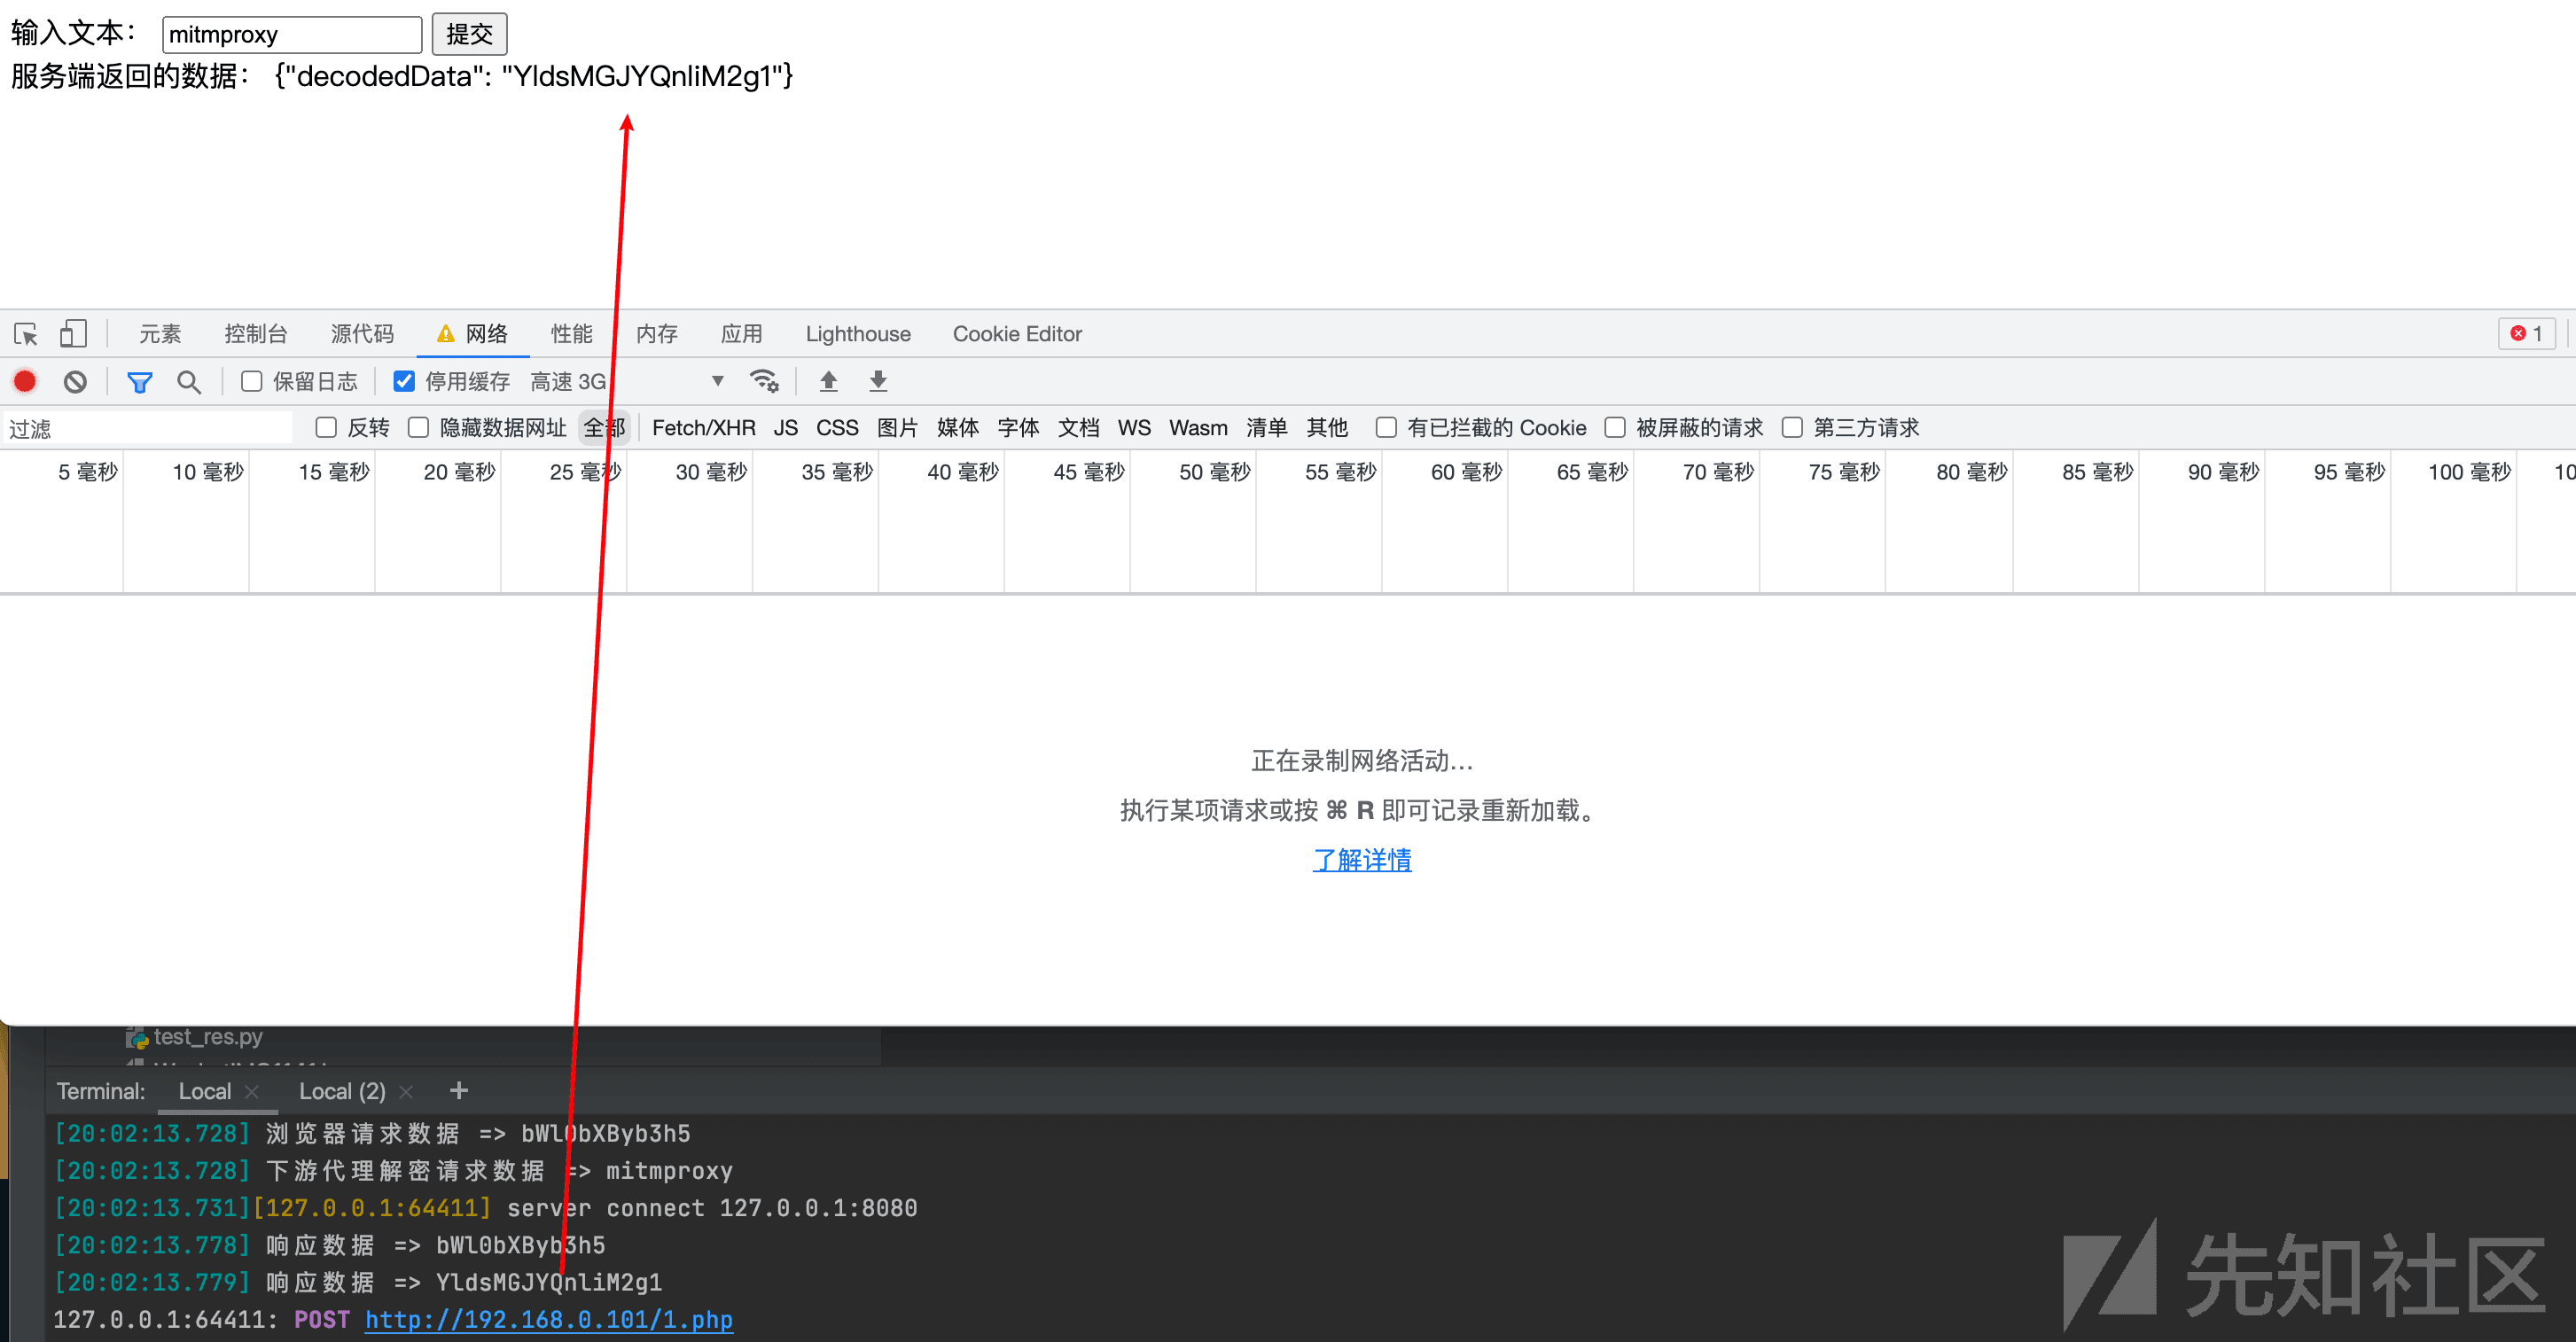 输入文本： mitmproxy 提交
服务端返回的数据： {"decodedData": "YldsMGJYQnliM2g1"}
元素 控制台 源代码 网络 性能 内存 应用 Lighthouse Cookie Editor 1
保留日志 停用缓存 高速 3G
过滤 反转 隐藏数据网址 全部 Fetch/XHR JS CSS 图片 媒体 字体 文档 WS Wasm 清单 其他 有已拦截的 Cookie 被屏蔽的请求 第三方请求
5 毫秒 10 毫秒 15 毫秒 20 毫秒 25 毫秒 30 毫秒 35 毫秒 40 毫秒 45 毫秒 50 毫秒 55 毫秒 60 毫秒 65 毫秒 70 毫秒 75 毫秒 80 毫秒 85 毫秒 90 毫秒 95 毫秒 100 毫秒 10
正在录制网络活动…
执行某项请求或按 ⌘ R 即可记录重新加载。
了解详情
test_res.py
Terminal: Local × Local (2) × +
[20:02:13.728] 浏览器请求数据 => bWl0bXByb3h5
[20:02:13.728] 下游代理解密请求数据 => mitmproxy
[20:02:13.731][127.0.0.1:64411] server connect 127.0.0.1:8080
[20:02:13.778] 响应数据 => bWl0bXByb3h5
[20:02:13.779] 响应数据 => YldsMGJYQnliM2g1
127.0.0.1:64411: POST http://192.168.0.101/1.php
先知社区